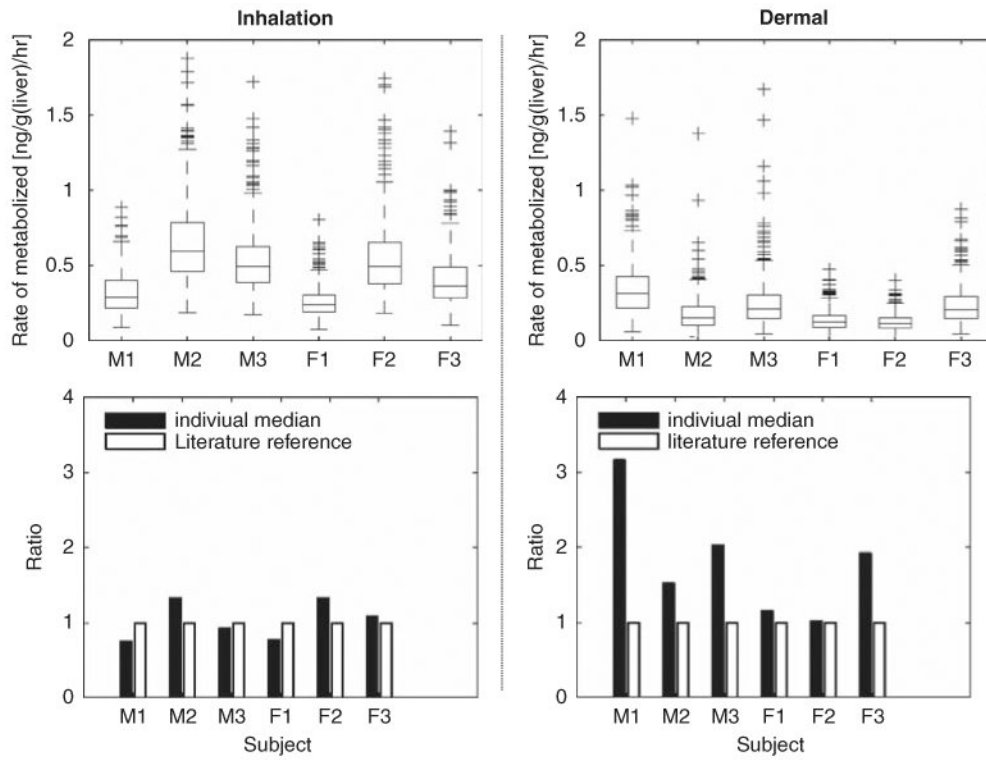 Inhalation
Rate of metabolized [ng/g(liver)/hr]
2
1.5
1
0.5
0
M1 M2 M3 F1 F2 F3
Dermal
Rate of metabolized [ng/g(liver)/hr]
2
1.5
1
0.5
0
M1 M2 M3 F1 F2 F3
4
3
2
1
0
Ratio
indiviual median
Literature reference
M1 M2 M3 F1 F2 F3
Subject
4
3
2
1
0
Ratio
indiviual median
literature reference
M1 M2 M3 F1 F2 F3
Subject